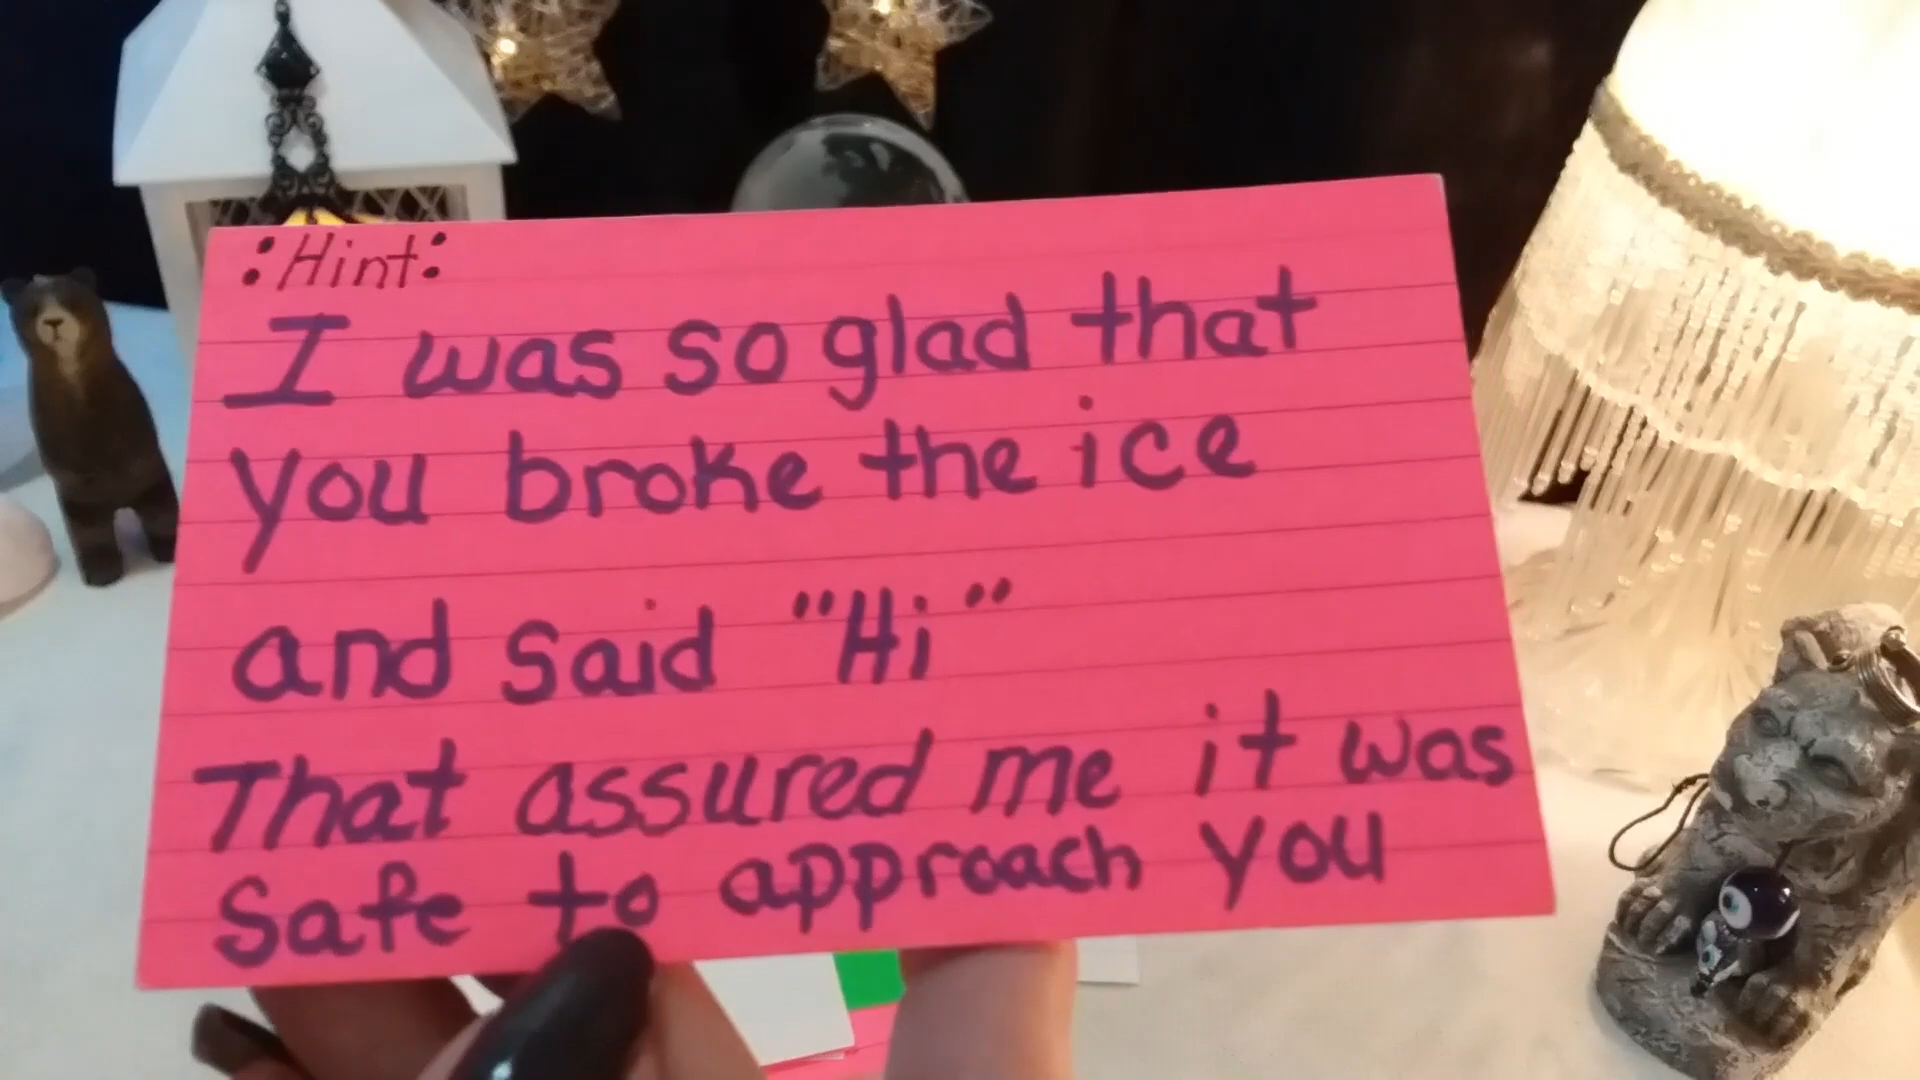 :Hint:
I was so glad that
you broke the ice
and said "Hi"
That assured me it was
Safe to approach you